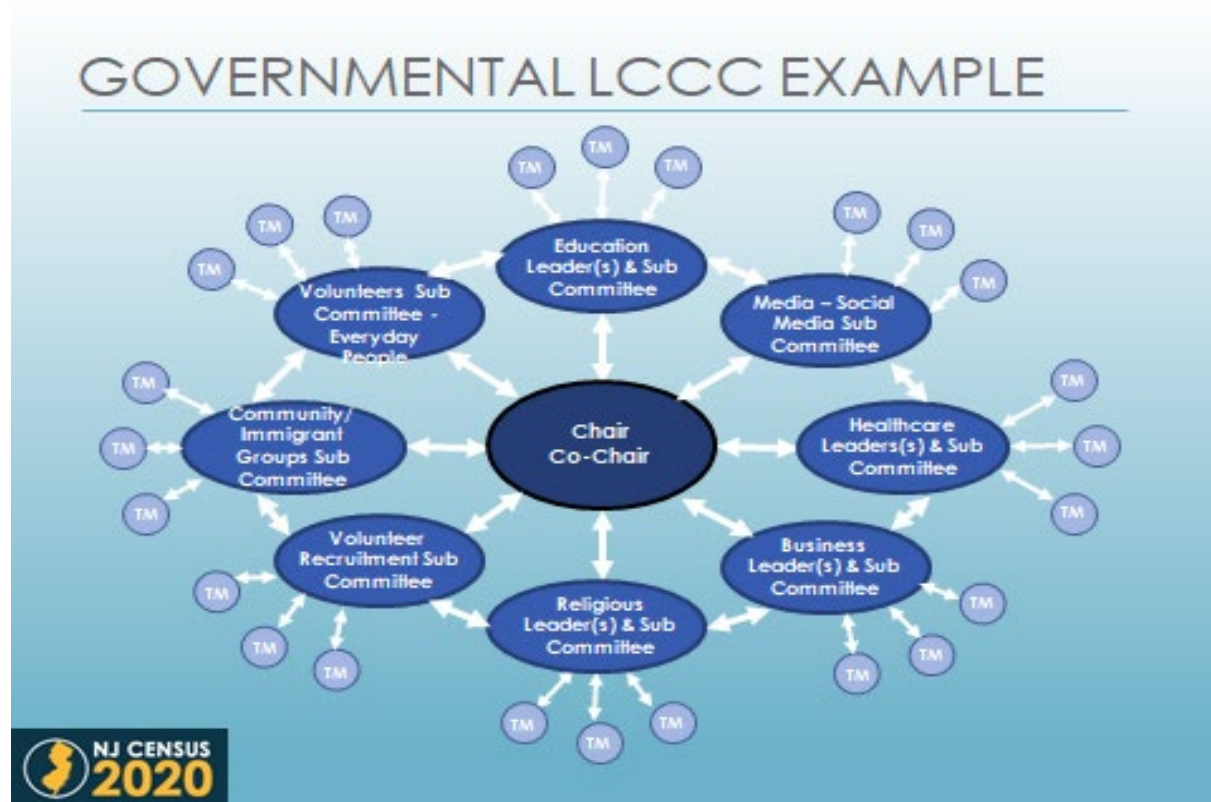 GOVERNMENTAL LCCC EXAMPLE
TM
TM
TM
TM
TM
TM
TM
TM
TM
Education
Leader(s) & Sub
Committee
Volunteers Sub
Committee -
Everyday
People
Media – Social
Media Sub
Committee
TM
TM
TM
Community/
Immigrant
Groups Sub
Committee
Chair
Co-Chair
Healthcare
Leaders(s) & Sub
Committee
TM
TM
TM
Volunteer
Recruitment Sub
Committee
Business
Leader(s) & Sub
Committee
Religious
Leader(s) & Sub
Committee
TM
TM
TM
TM
TM
TM
TM
TM
TM
NJ CENSUS
2020